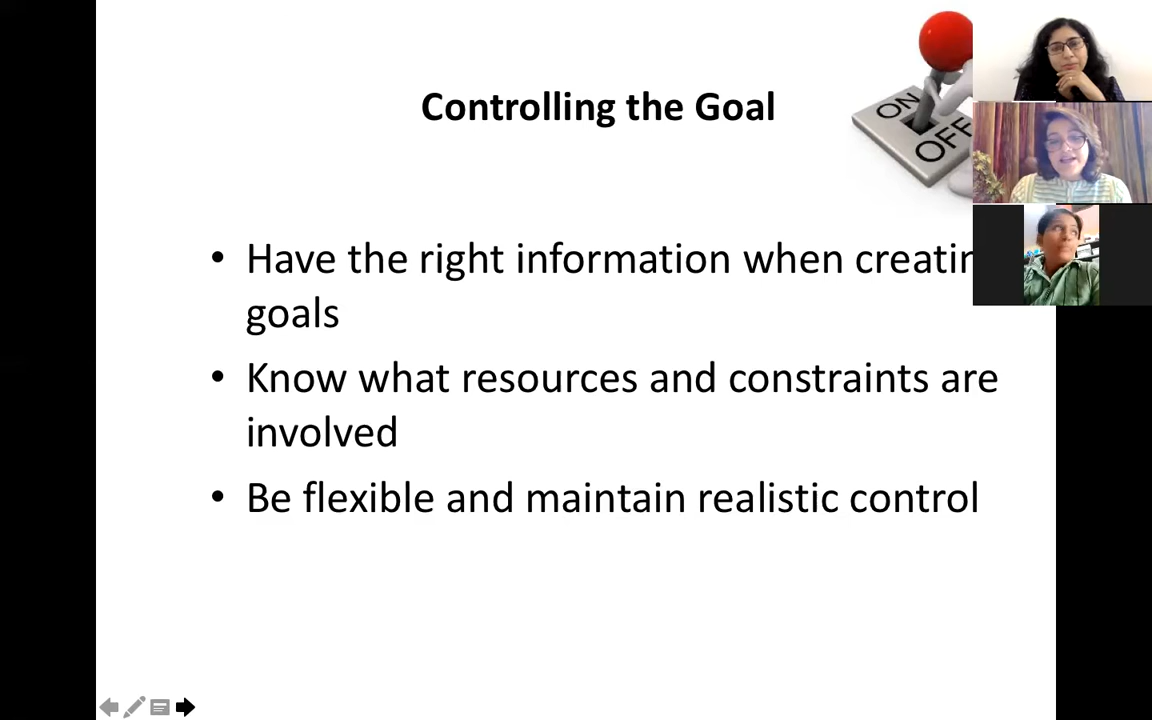 Controlling the Goal
ON
OFF
• Have the right information when
goals
• Know what resources and constraints are
involved
• Be flexible and maintain realistic control